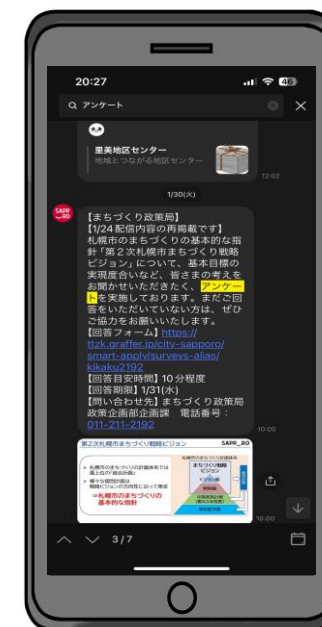 20:27
46
アンケート
里美地区センター
地域とつながる地区センター
12:02
1/30(火)
SAPP_RO
【まちづくり政策局】
【1/24配信内容の再掲載です】
札幌市のまちづくりの基本的な指
針「第2次札幌市まちづくり戦略
ビジョン」について、基本目標の
実現度合いなど、皆さまの考えを
お聞かせいただきたく、アンケー
トを実施しております。まだご回
答をいただいていない方は、ぜひ
ご協力をお願いいたします。
【回答フォーム】https://
ttzk.graffer.jp/city-sapporo/
smart-apply/surveys-alias/
kikaku2192
【回答目安時間】10分程度
【回答期限】1/31(水)
【問い合わせ先】まちづくり政策局
政策企画部企画課 電話番号：
011-211-2192
10:00
第2次札幌市まちづくり戦略ビジョン
SAPP_RO
札幌市のまちづくりの計画体系では
最上位の「総合計画」
様々な個別計画は
戦略ビジョンの方向性に沿って策定
⇒札幌市のまちづくりの
基本的な指針
まちづくり戦略
ビジョン
10:00
3/7